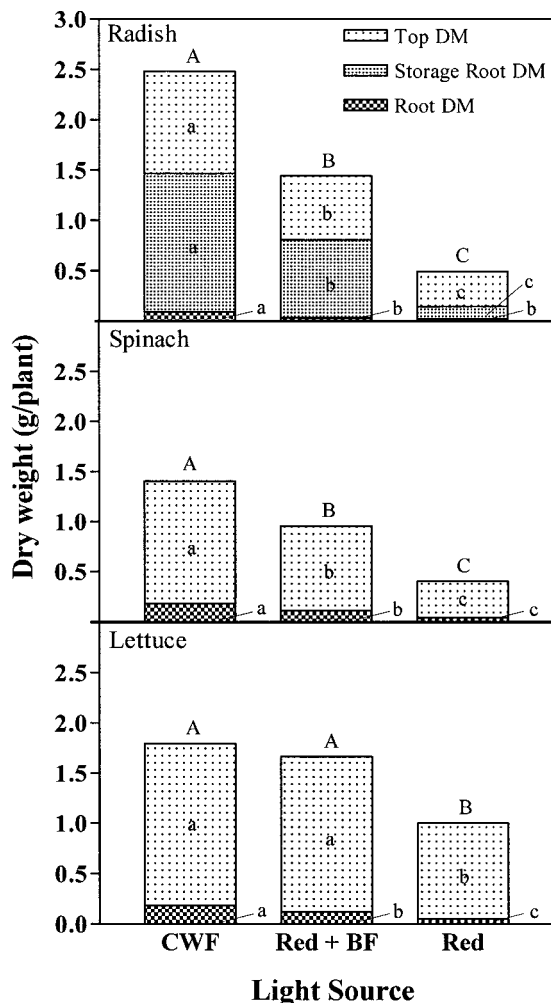 3.0
Radish
Top DM
Storage Root DM
Root DM
A
2.5
a
2.0
B
1.5
b
1.0
a
b
C
0.5
c
c
a
b
b
Spinach
2.5
2.0
A
1.5
B
1.0
a
b
C
0.5
c
a
b
c
Lettuce
2.5
2.0
A
A
1.5
B
1.0
a
a
b
0.5
a
b
c
0.0
CWF
Red + BF
Red
Dry weight (g/plant)
Light Source